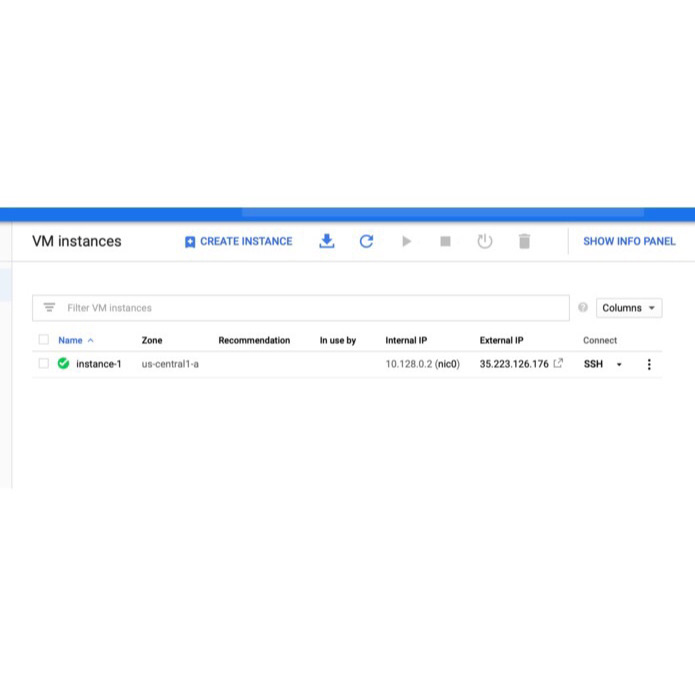 VM instances CREATE INSTANCE SHOW INFO PANEL
Filter VM instances Columns
Name Zone Recommendation In use by Internal IP External IP Connect
instance-1 us-central1-a 10.128.0.2 (nic0) 35.223.126.176 SSH